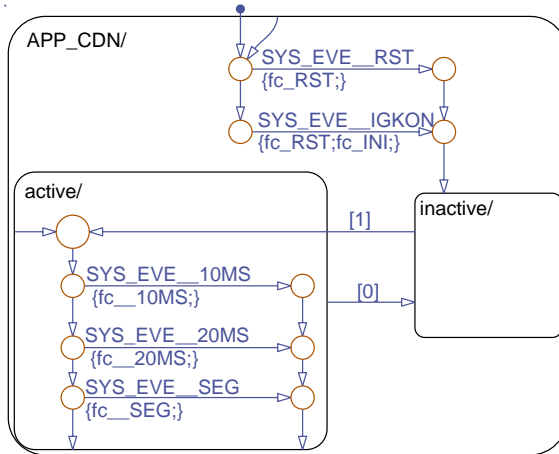 APP_CDN/
SYS_EVE__RST
{fc_RST;}
SYS_EVE__IGKON
{fc_RST;fc_INI;}
active/
inactive/
[1]
SYS_EVE__10MS
{fc__10MS;}
[0]
SYS_EVE__20MS
{fc__20MS;}
SYS_EVE__SEG
{fc__SEG;}